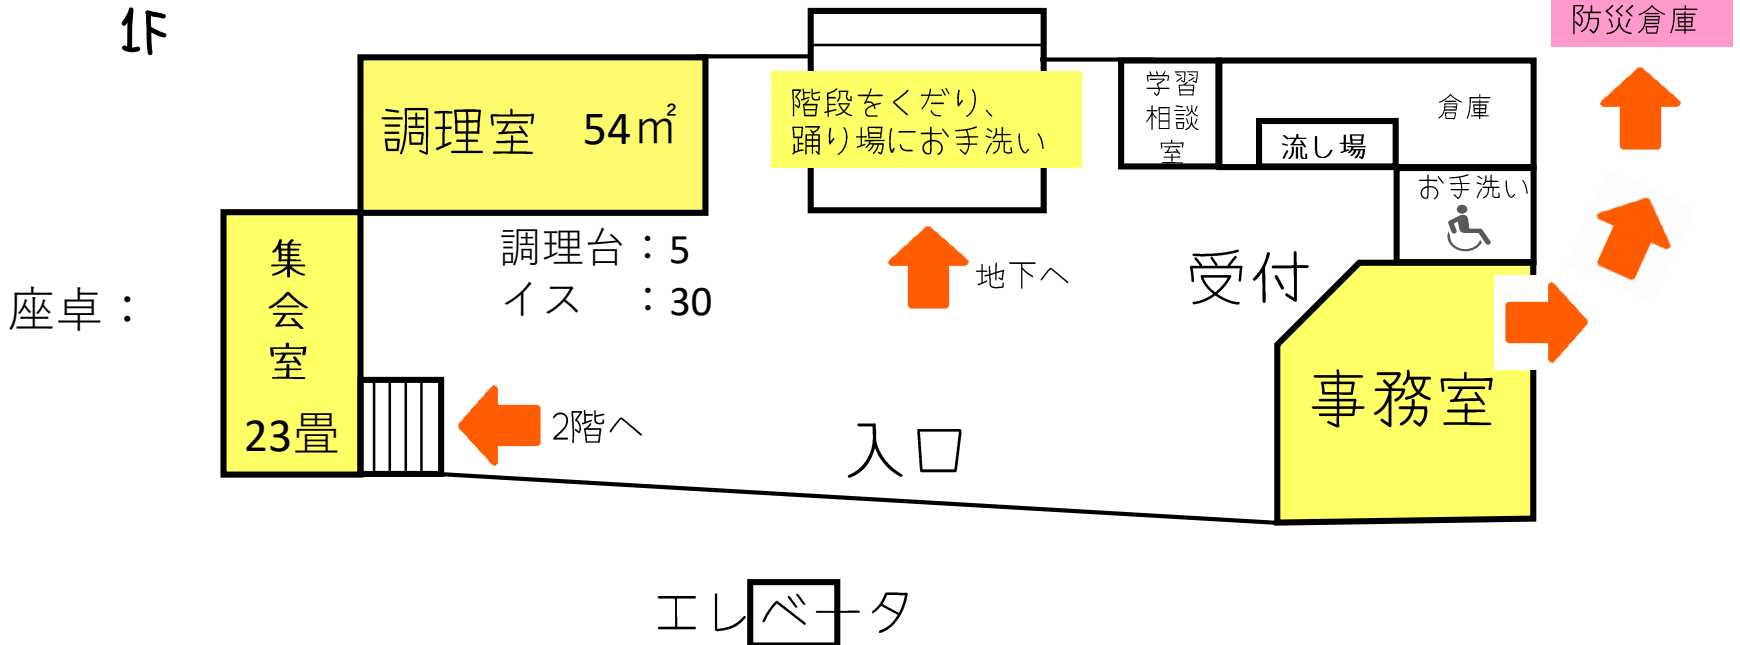 1F
防災倉庫
調理室 54㎡
階段をくだり、
踊り場にお手洗い
学習
相談
室
倉庫
流し場
お手洗い
集
会
室
23畳
調理台：5
イス ：30
地下へ
受付
座卓：
2階へ
入口
事務室
エレベータ